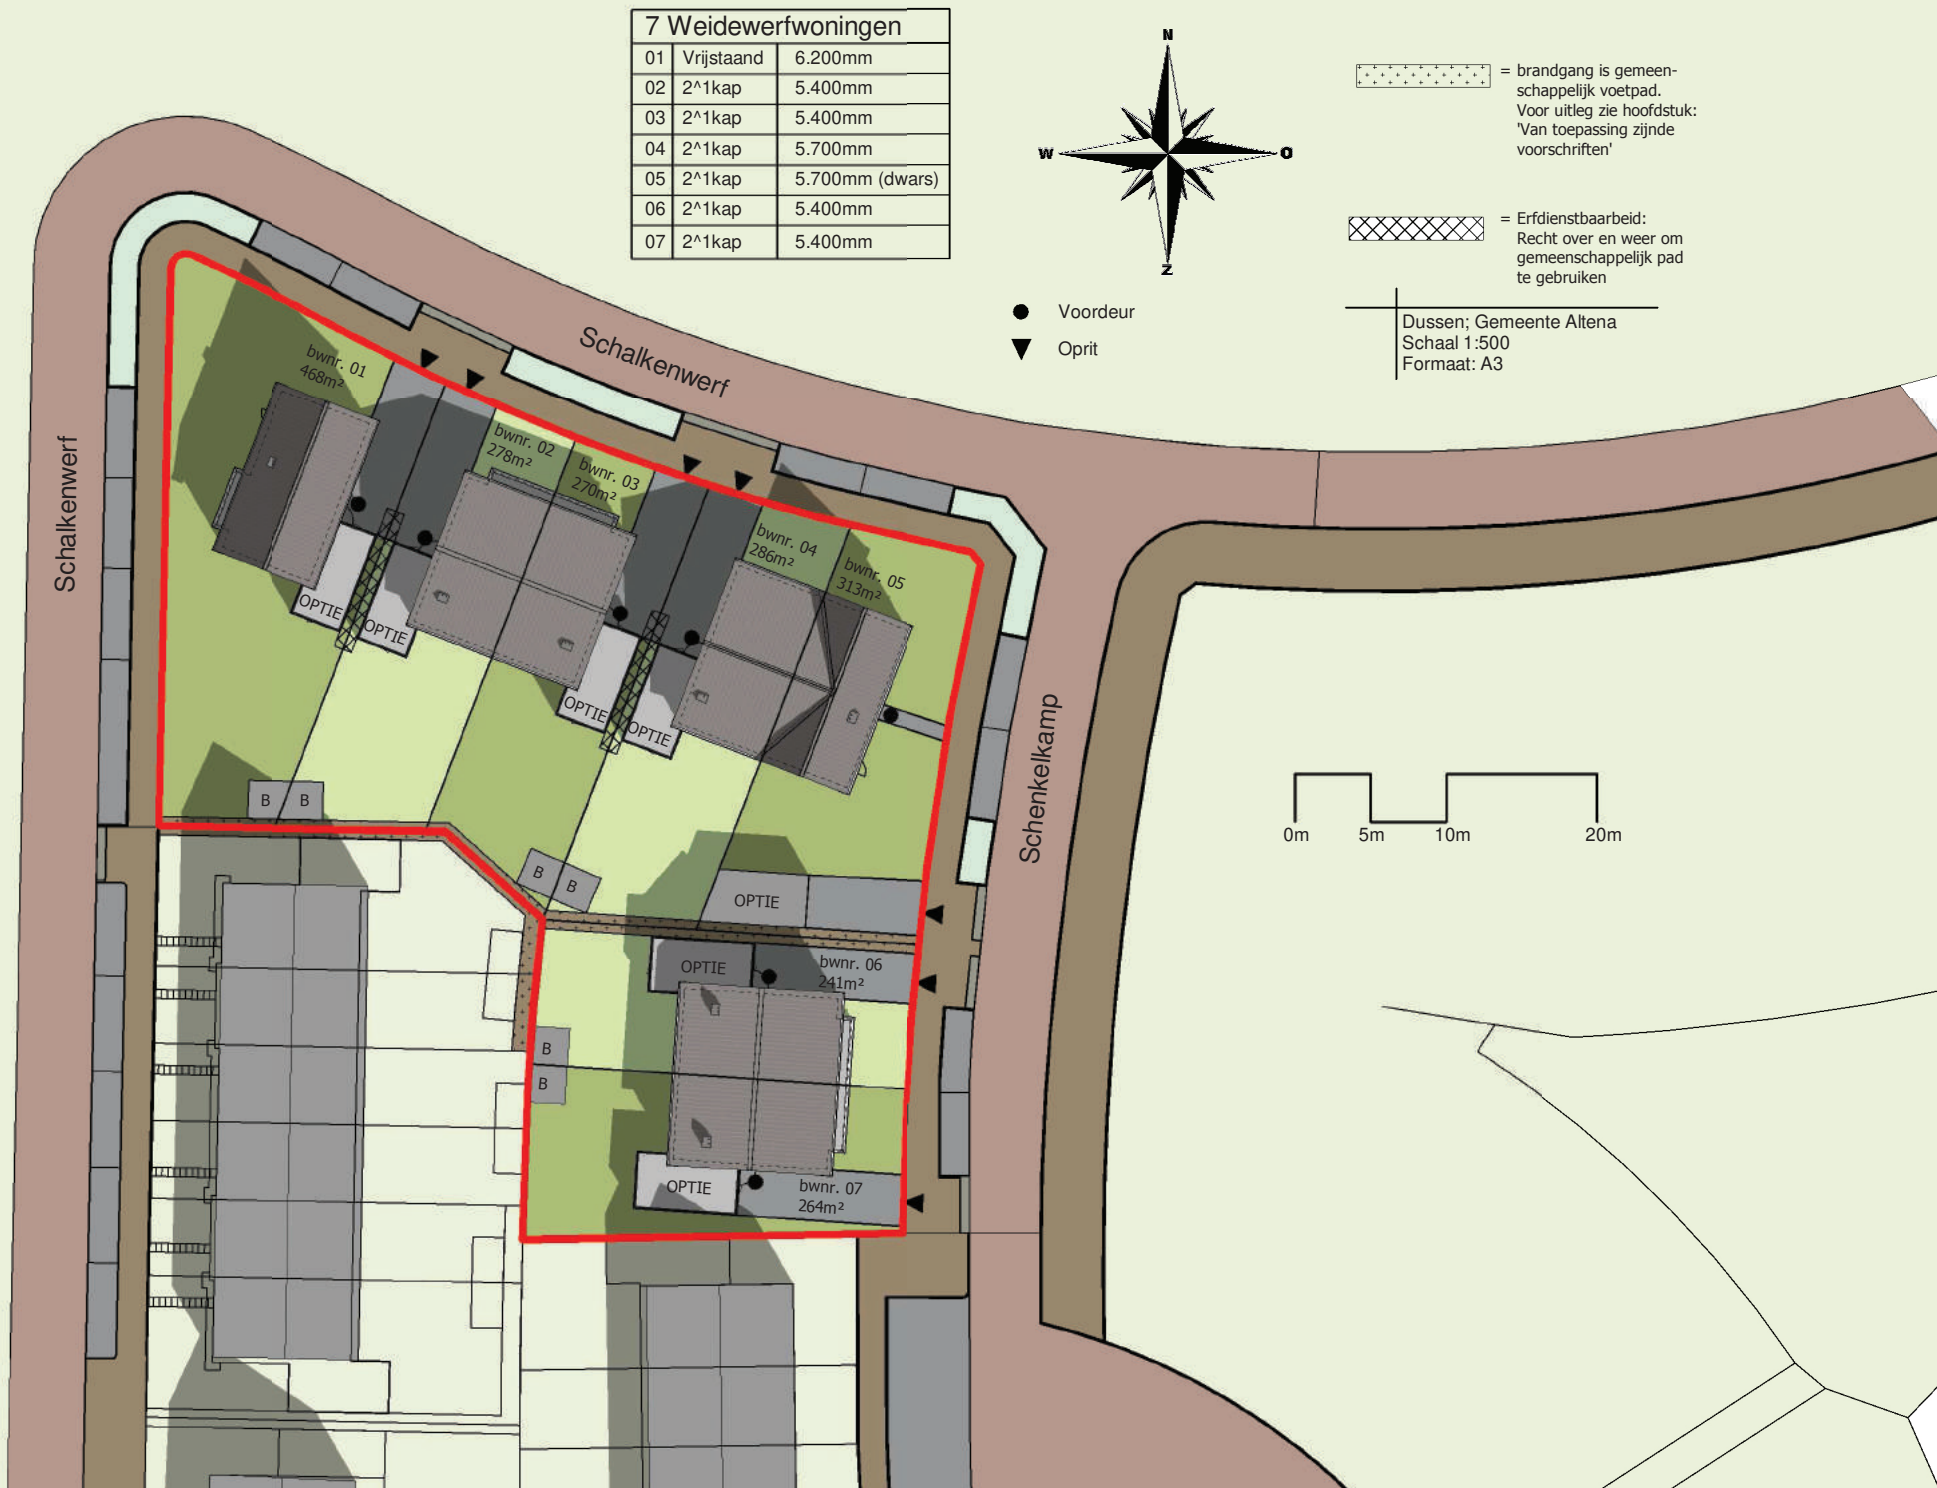 7 Weidewerfwoningen
01 Vrijstaand 6.200mm
02 2^1kap 5.400mm
03 2^1kap 5.400mm
04 2^1kap 5.700mm
05 2^1kap 5.700mm (dwars)
06 2^1kap 5.400mm
07 2^1kap 5.400mm
N
W
O
Z
= brandgang is gemeen-
schappelijk voetpad.
Voor uitleg zie hoofdstuk:
'Van toepassing zijnde
voorschriften'
= Erfdienstbaarbeid:
Recht over en weer om
gemeenschappelijk pad
te gebruiken
Voordeur
Oprit
Dussen; Gemeente Altena
Schaal 1:500
Formaat: A3
Schalkenwerf
Schalkenwerf
Schenkelkamp
bwnr. 01
468m²
bwnr. 02
278m²
bwnr. 03
270m²
bwnr. 04
286m²
bwnr. 05
313m²
OPTIE
OPTIE
OPTIE
OPTIE
B B
B B
OPTIE
OPTIE
bwnr. 06
241m²
B
B
OPTIE
bwnr. 07
264m²
0m 5m 10m 20m